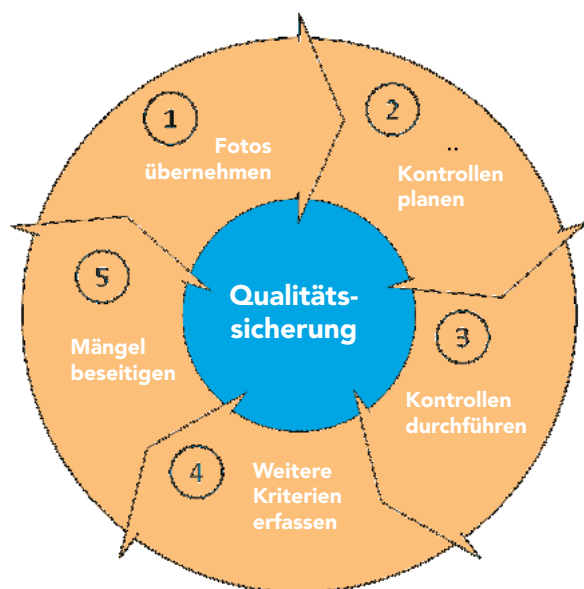 1
Fotos
übernehmen
2
Kontrollen
planen
3
Kontrollen
durchführen
4
Weitere
Kriterien
erfassen
5
Mängel
beseitigen
Qualitäts-
sicherung